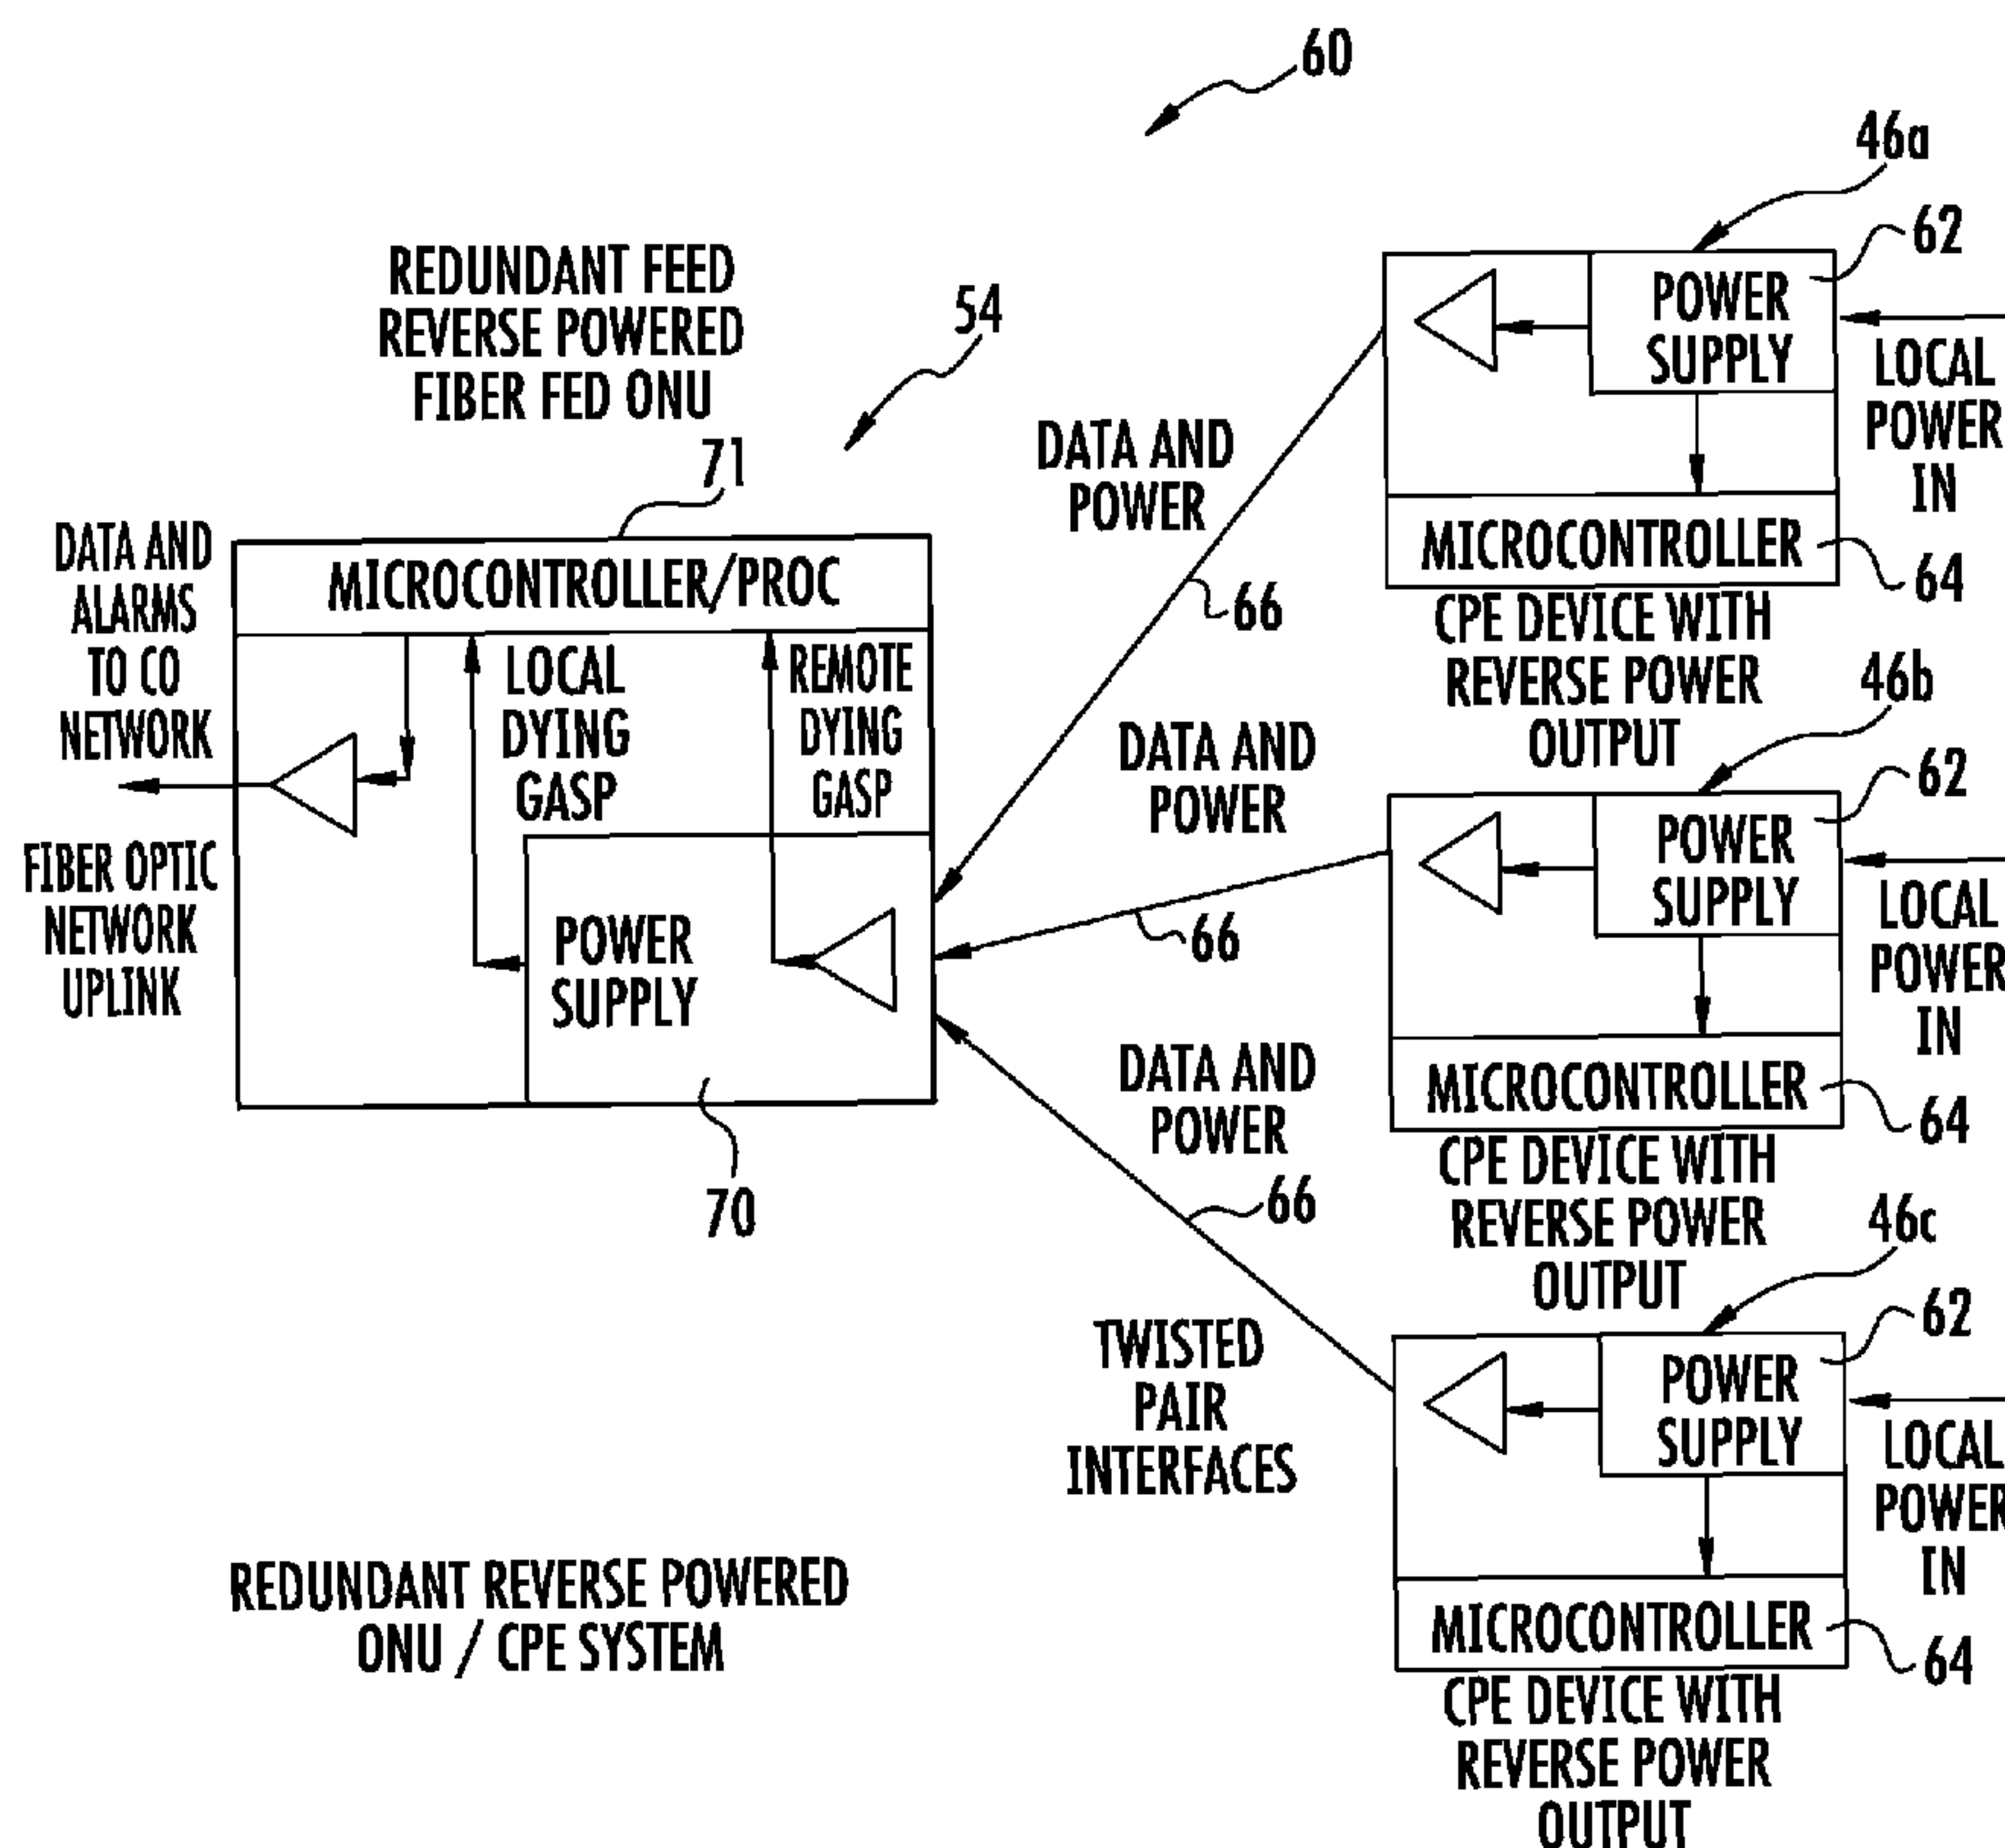 60
REDUNDANT FEED
REVERSE POWERED
FIBER FED ONU
54
71
DATA AND
ALARMS
TO CO
NETWORK
MICROCONTROLLER/PROC
LOCAL
DYING
GASP
REMOTE
DYING
GASP
FIBER OPTIC
NETWORK
UPLINK
POWER
SUPPLY
70
DATA AND
POWER
66
DATA AND
POWER
66
DATA AND
POWER
66
TWISTED
PAIR
INTERFACES
46a
62
POWER
SUPPLY
LOCAL
POWER
IN
MICROCONTROLLER
64
CPE DEVICE WITH
REVERSE POWER
OUTPUT
46b
62
POWER
SUPPLY
LOCAL
POWER
IN
MICROCONTROLLER
64
CPE DEVICE WITH
REVERSE POWER
OUTPUT
46c
62
POWER
SUPPLY
LOCAL
POWER
IN
MICROCONTROLLER
64
CPE DEVICE WITH
REVERSE POWER
OUTPUT
REDUNDANT REVERSE POWERED
ONU / CPE SYSTEM